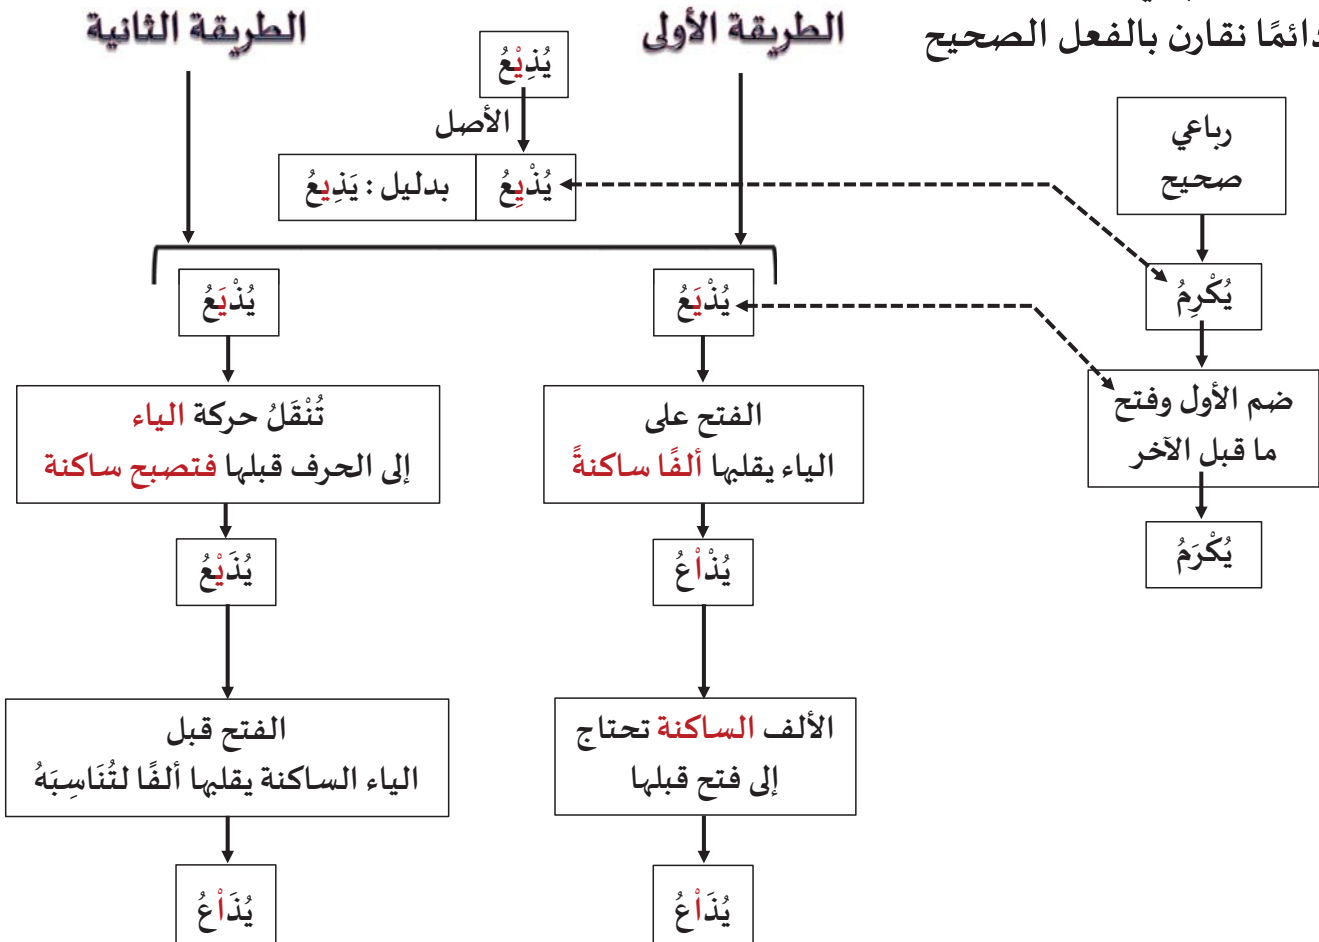 دائمًا نقارن بالفعل الصحيح
الطريقة الأولى
الطريقة الثانية
يُذِيْعُ
الأصل
يُذْيِعُ
بدليل : يَذِيعُ
رباعي
صحيح
يُكْرِمُ
ضم الأول وفتح
ما قبل الآخر
يُكْرَمُ
يُذْيَعُ
الفتح على
الياء يقلبها ألفًا ساكنةً
يُذْاْعُ
الألف الساكنة تحتاج
إلى فتح قبلها
يُذَاْعُ
يُذْيَعُ
تُنْقَلُ حركة الياء
إلى الحرف قبلها فتصبح ساكنة
يُذَيْعُ
الفتح قبل
الياء الساكنة يقلبها ألفًا لتُنَاسِبَهُ
يُذَاْعُ